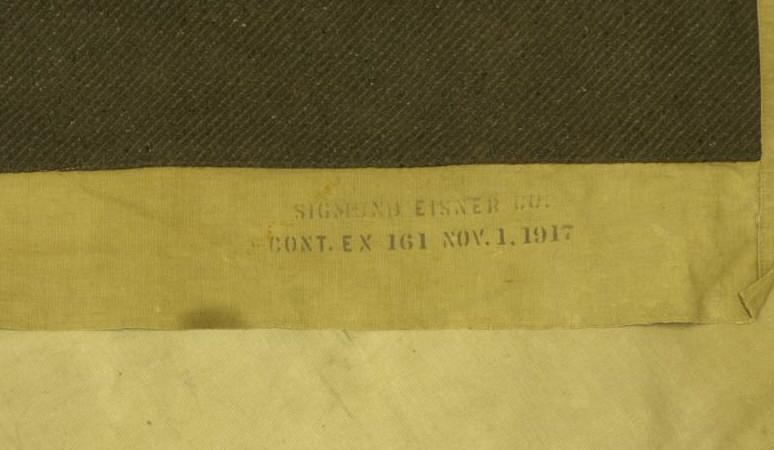 SIGMUND EISNER CO.
CONT. EX 161 NOV. 1, 1917